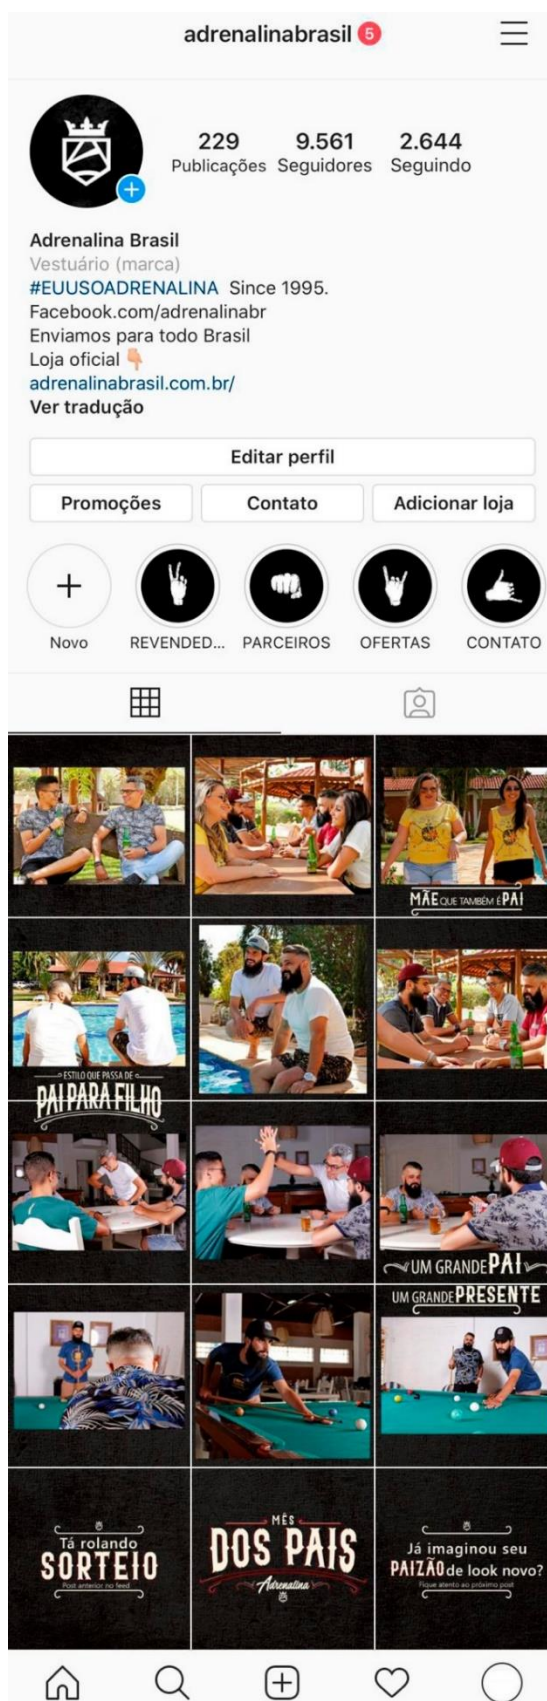 adrenalinabrasil 5
229 9.561 2.644
Publicações Seguidores Seguindo
Adrenalina Brasil
Vestuário (marca)
#EUUSOADRENALINA Since 1995.
Facebook.com/adrenalinabr
Enviamos para todo Brasil
Loja oficial 👇🏻
adrenalinabrasil.com.br/
Ver tradução
Editar perfil
Promoções Contato Adicionar loja
Novo REVENDED... PARCEIROS OFERTAS CONTATO
MÃE QUE TAMBÉM É PAI
ESTILO QUE PASSA DE
PAI PARA FILHO
UM GRANDE PAI
UM GRANDE PRESENTE
Tá rolando
SORTEIO
Post anterior no feed
MÊS
DOS PAIS
Adrenalina
Já imaginou seu
PAIZÃO de look novo?
Fique atento ao próximo post